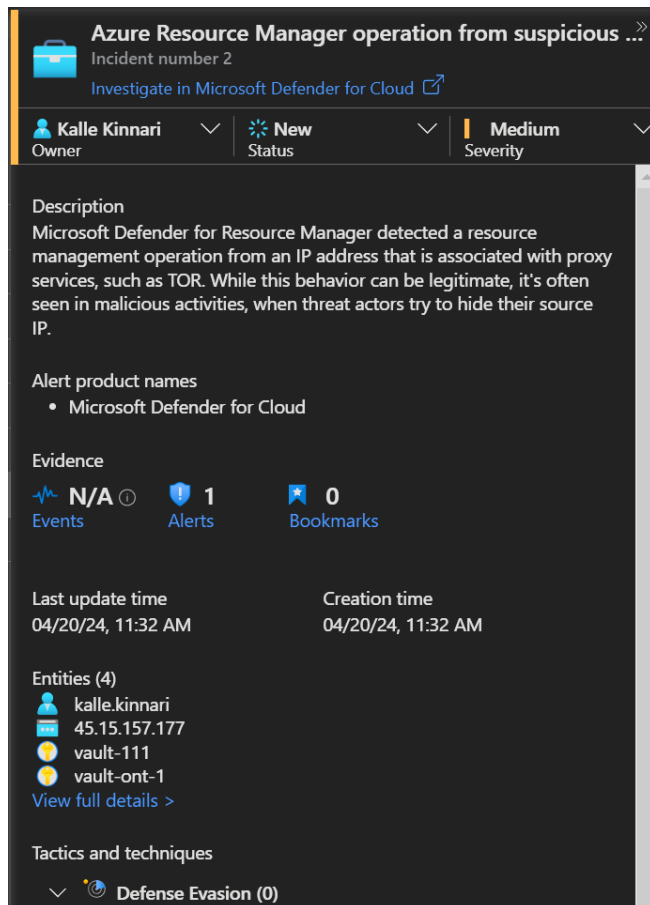 Azure Resource Manager operation from suspicious ...
Incident number 2
Investigate in Microsoft Defender for Cloud
Kalle Kinnari
Owner
New
Status
Medium
Severity
Description
Microsoft Defender for Resource Manager detected a resource
management operation from an IP address that is associated with proxy
services, such as TOR. While this behavior can be legitimate, it's often
seen in malicious activities, when threat actors try to hide their source
IP.
Alert product names
• Microsoft Defender for Cloud
Evidence
N/A
Events
1
Alerts
0
Bookmarks
Last update time
04/20/24, 11:32 AM
Creation time
04/20/24, 11:32 AM
Entities (4)
kalle.kinnari
45.15.157.177
vault-111
vault-ont-1
View full details >
Tactics and techniques
Defense Evasion (0)